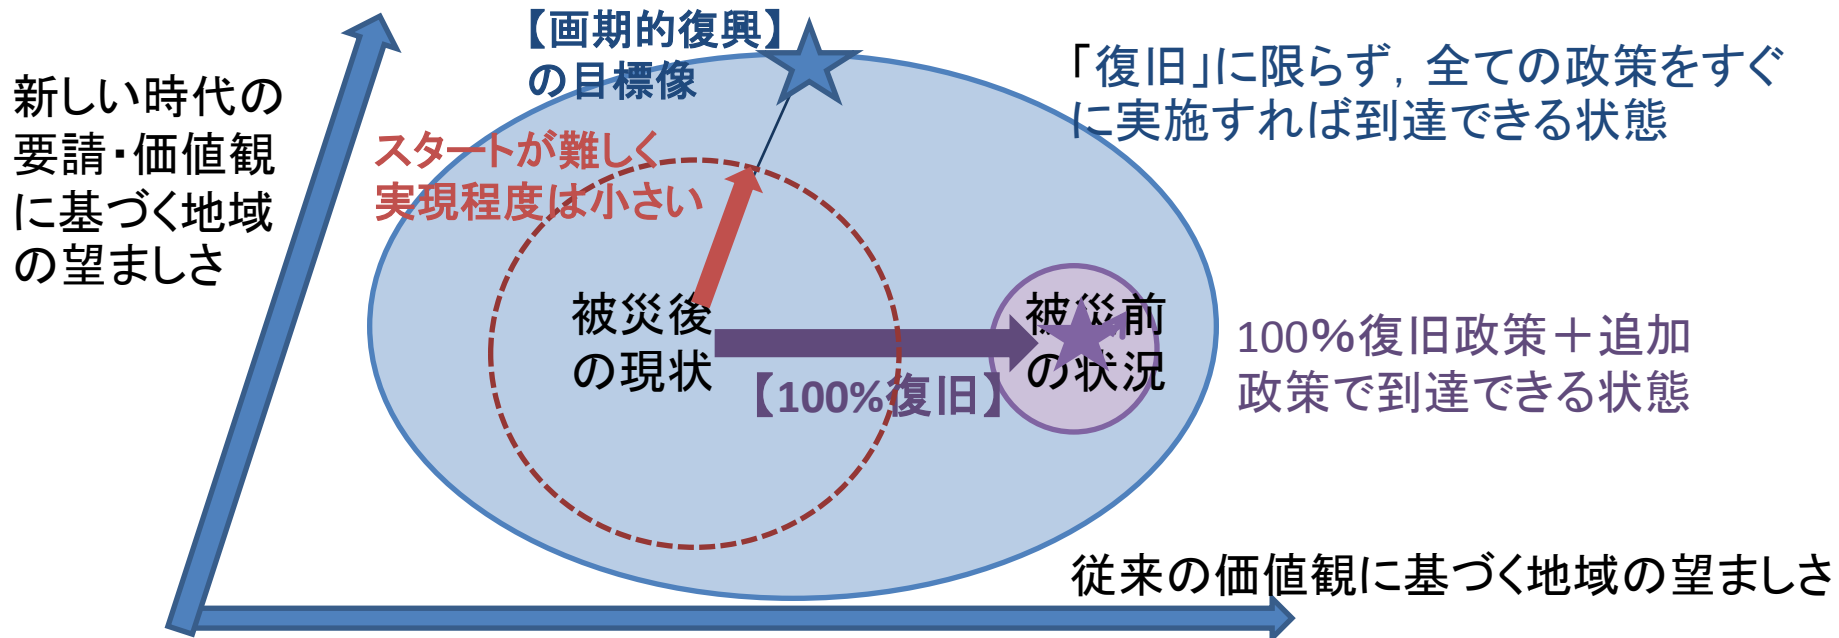 【画期的復興】
の目標像
「復旧」に限らず，全ての政策をすぐ
に実施すれば到達できる状態
新しい時代の
要請・価値観
に基づく地域
の望ましさ
スタートが難しく
実現程度は小さい
被災後
の現状
被災前
の状況
【100%復旧】
100%復旧政策＋追加
政策で到達できる状態
従来の価値観に基づく地域の望ましさ